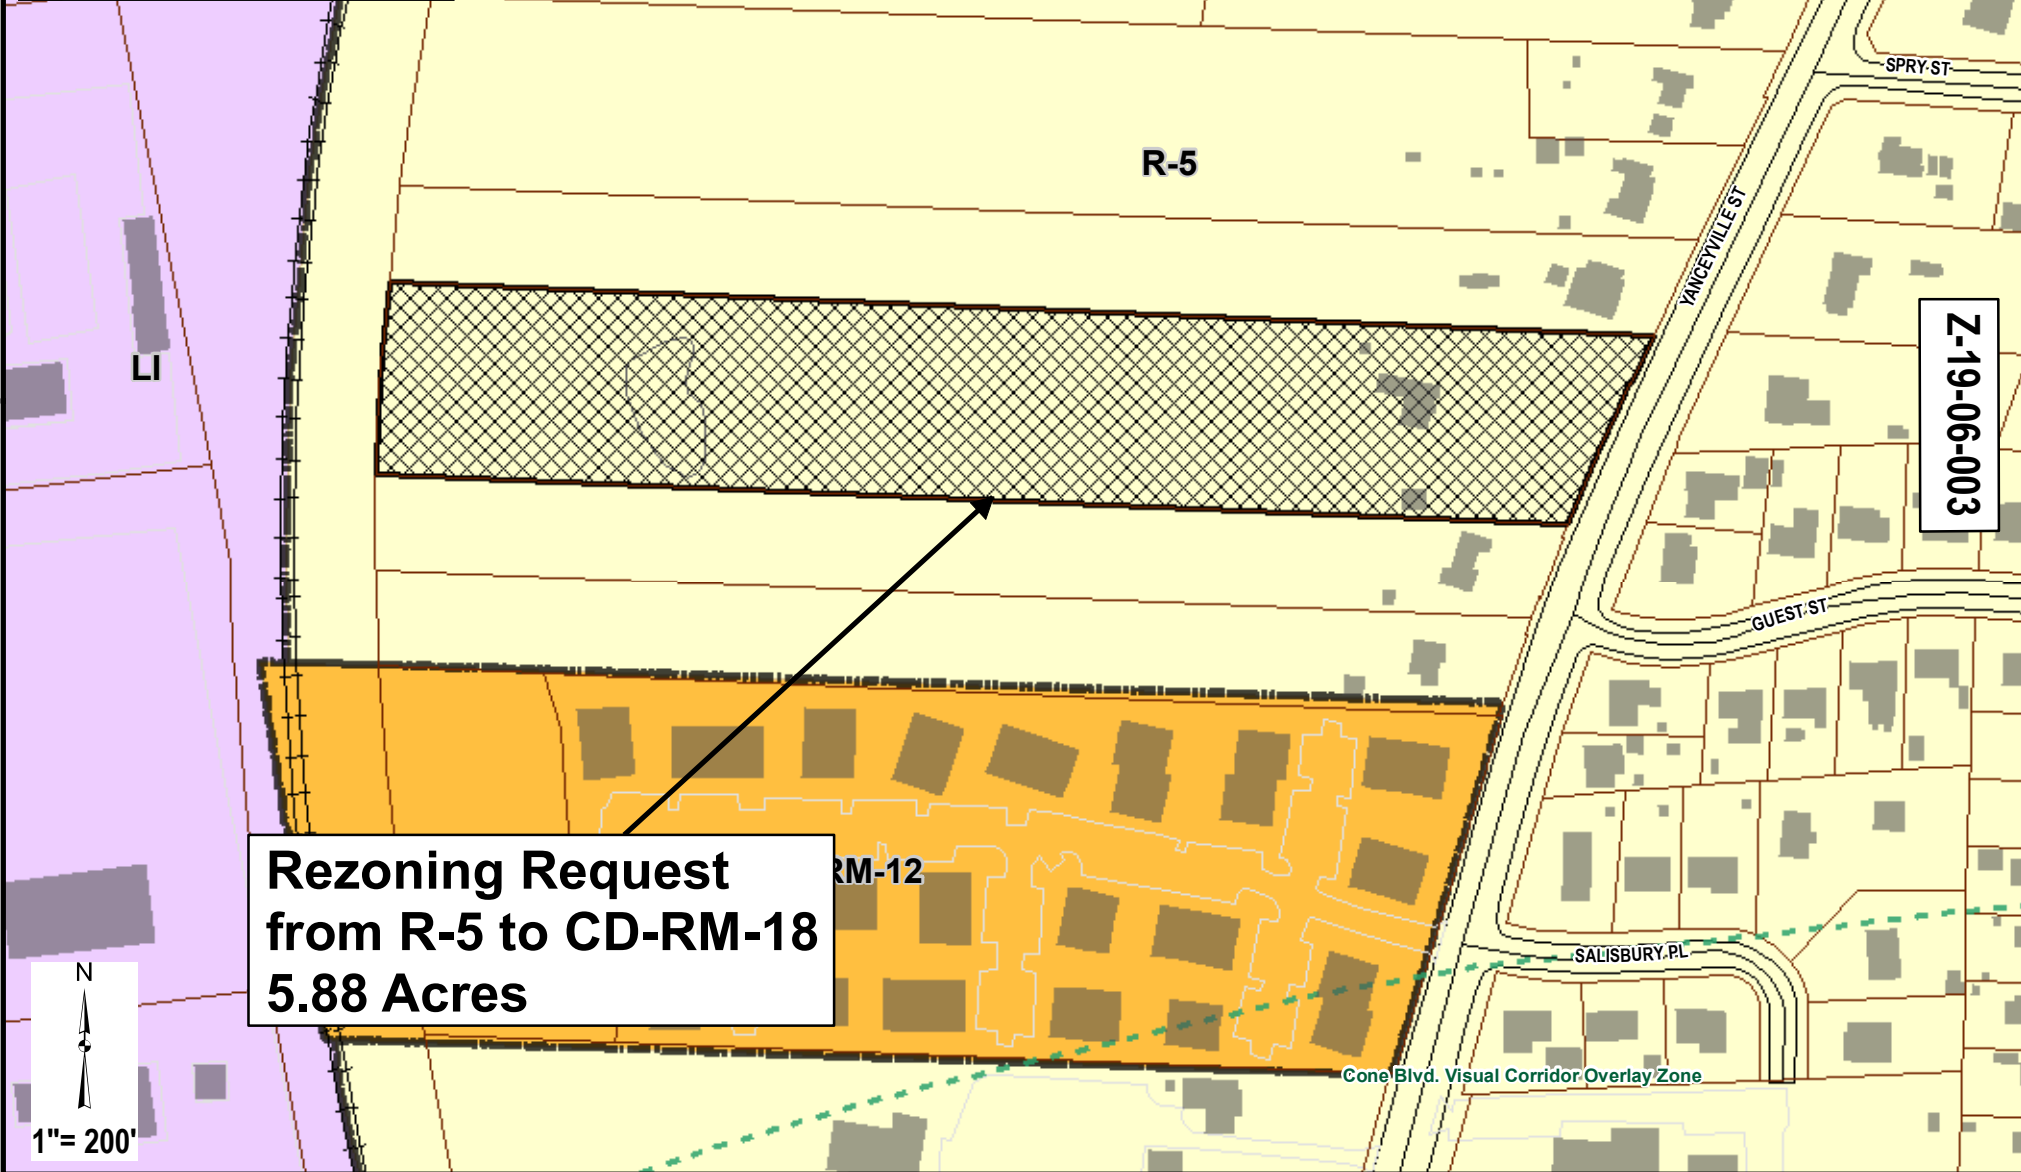 SPRY ST
R-5
YANCEYVILLE ST
Z-19-06-003
LI
GUEST ST
RM-12
Rezoning Request
from R-5 to CD-RM-18
5.88 Acres
SALISBURY PL
N
Cone Blvd. Visual Corridor Overlay Zone
1"= 200'